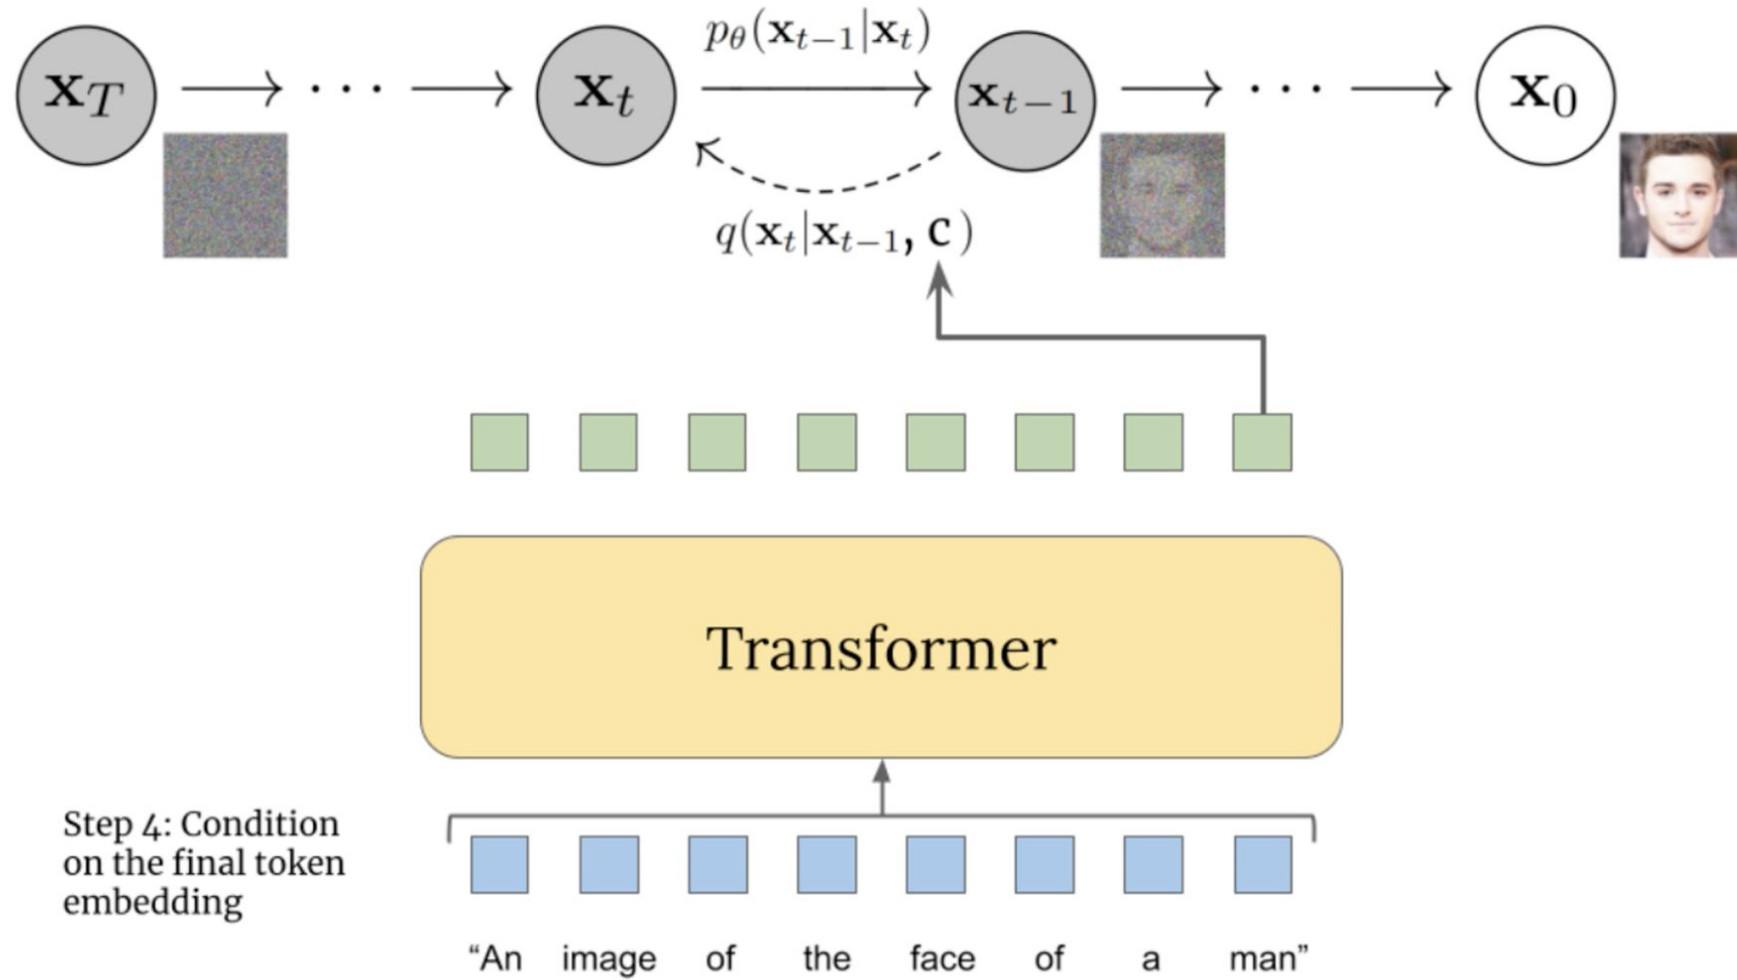 p_θ(x_{t−1}|x_t)
x_T → ⋯ → x_t → x_{t−1} → ⋯ → x_0
q(x_t|x_{t−1}, c)
Transformer
Step 4: Condition
on the final token
embedding
“An image of the face of a man”